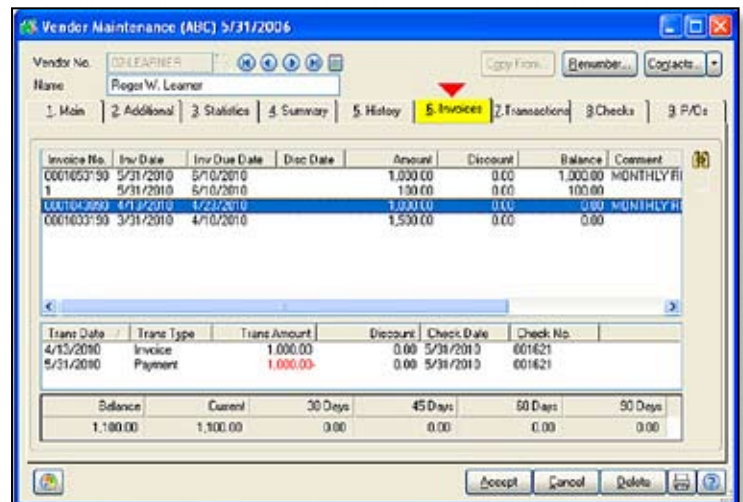 Vendor Maintenance (ABC) 5/31/2006
Vendor No. 02-LEARNER Copy From... Renumber... Contacts...
Name Roger W. Learner
1. Main 2. Additional 3. Statistics 4. Summary 5. History 6. Invoices 7. Transactions 8. Checks 9. P/Os
Invoice No. Inv Date Inv Due Date Disc Date Amount Discount Balance Comment
5/31/2010 6/10/2010 1,000.00 0.00 1,000.00 MONTHLY
1 5/31/2010 6/10/2010 100.00 0.00 100.00
4/13/2010 4/23/2010 1,000.00 0.00 0.00 MONTHLY
3/31/2010 4/10/2010 1,500.00 0.00 0.00
Trans Date Trans Type Trans Amount Discount Check Date Check No.
4/13/2010 Invoice 1,000.00 0.00 5/31/2010 001621
5/31/2010 Payment 1,000.00- 0.00 5/31/2010 001621
Balance Current 30 Days 45 Days 60 Days 90 Days
1,100.00 1,100.00 0.00 0.00 0.00 0.00
Accept Cancel Delete